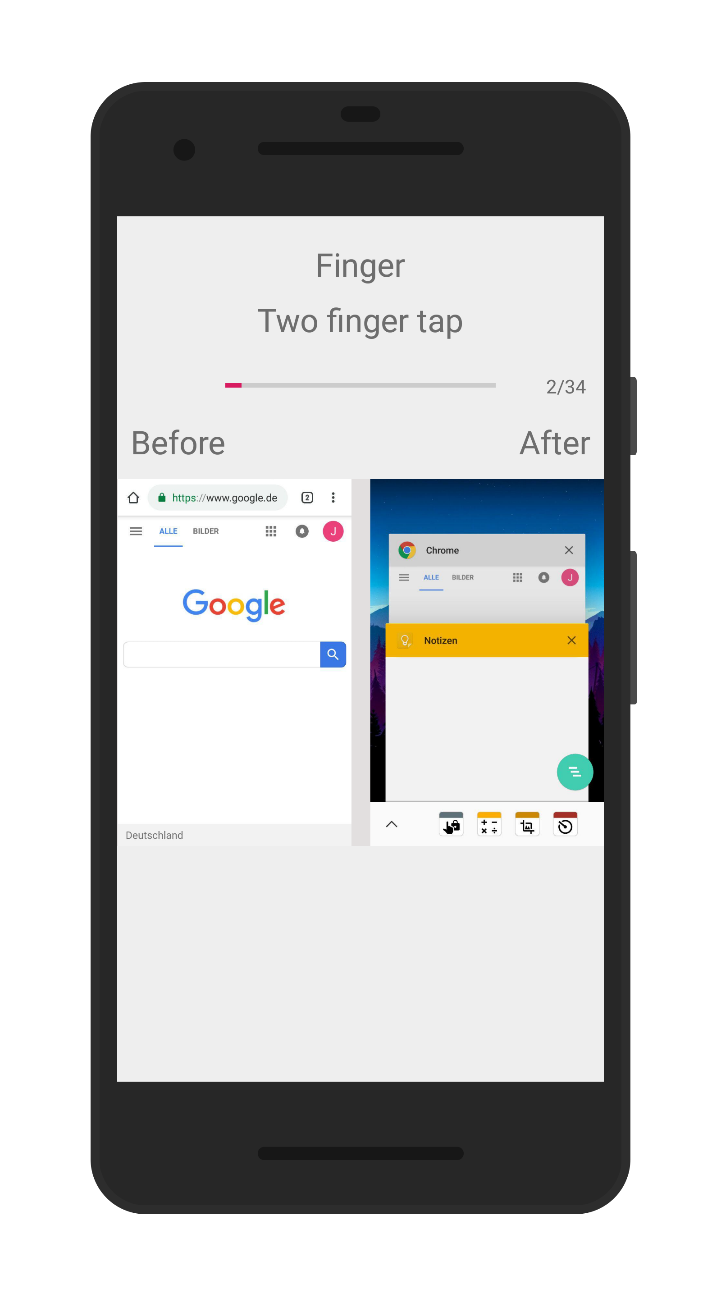 Finger
Two finger tap
2/34
Before
After
https://www.google.de
2
ALLE BILDER
J
Google
Deutschland
Chrome
ALLE BILDER
J
Notizen